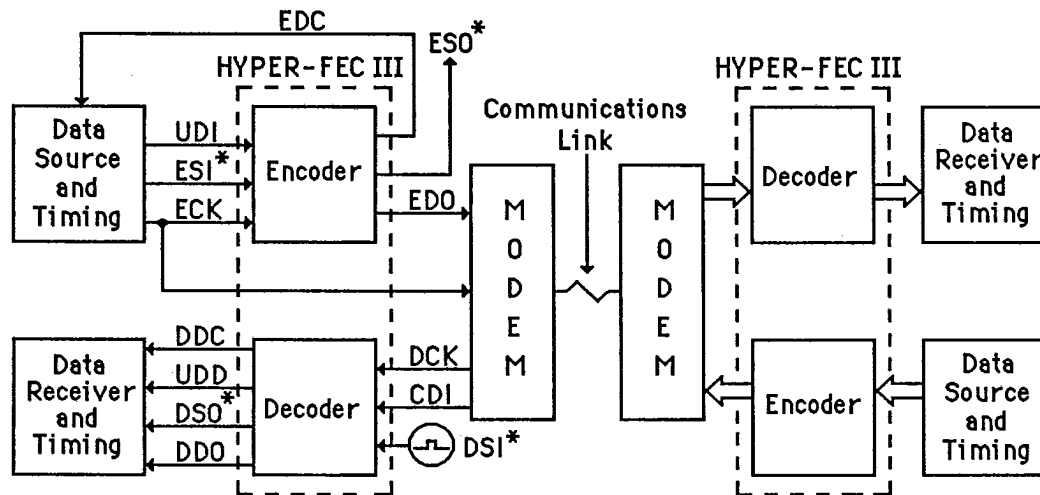 EDC
ESO*
HYPER-FEC III
HYPER-FEC III
Communications
Link
Data
Source
and
Timing
UDI
ESI*
ECK
Encoder
EDO
MODEM
MODEM
Decoder
Data
Receiver
and
Timing
Data
Receiver
and
Timing
DDC
UDD
DSO*
DDO
Decoder
DCK
CDI
DSI*
Encoder
Data
Source
and
Timing